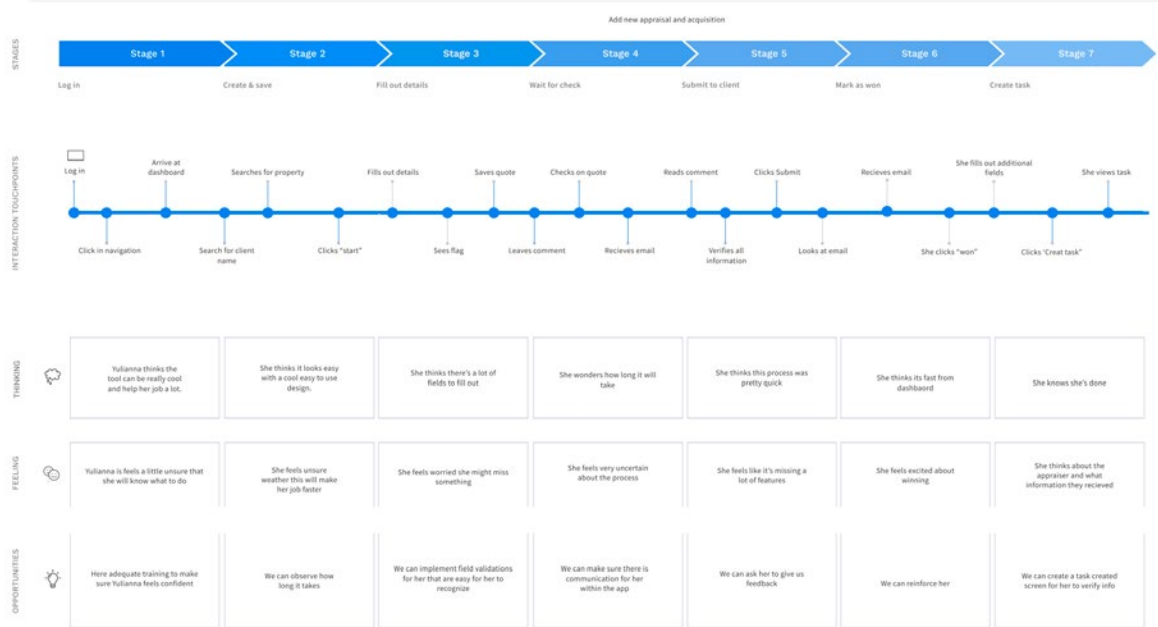 Add new appraisal and acquisition
STAGES
Stage 1
Stage 2
Stage 3
Stage 4
Stage 5
Stage 6
Stage 7
Log in
Create & save
Fill out details
Wait for check
Submit to client
Mark as won
Create task
INTERACTION TOUCHPOINTS
Log in
Arrive at
dashboard
Searches for property
Fills out details
Saves quote
Checks on quote
Reads comment
Clicks Submit
Recieves email
She fills out additional
fields
She views task
Click in navigation
Search for client
name
Clicks "start"
Sees flag
Leaves comment
Recieves email
Verifies all
information
Looks at email
She clicks "won"
Clicks 'Creat task"
THINKING
Yulianna thinks the
tool can be really cool
and help her job a lot.
She thinks it looks easy
with a cool easy to use
design.
She thinks there's a lot of
fields to fill out
She wonders how long it will
take
She thinks this process was
pretty quick
She thinks its fast from
dashbaord
She knows she's done
FEELING
Yulianna is feels a little unsure that
she will know what to do
She feels unsure
weather this will make
her job faster
She feels worried she might miss
something
She feels very uncertain
about the process
She feels like it's missing a
lot of features
She feels excited about
winning
She thinks about the
appraiser and what
information they recieved
OPPORTUNITIES
Here adequate training to make
sure Yulianna feels confident
We can observe how
long it takes
We can implement field validations
for her that are easy for her to
recognize
We can make sure there is
communication for her
within the app
We can ask her to give us
feedback
We can reinforce her
We can create a task created
screen for her to verify info